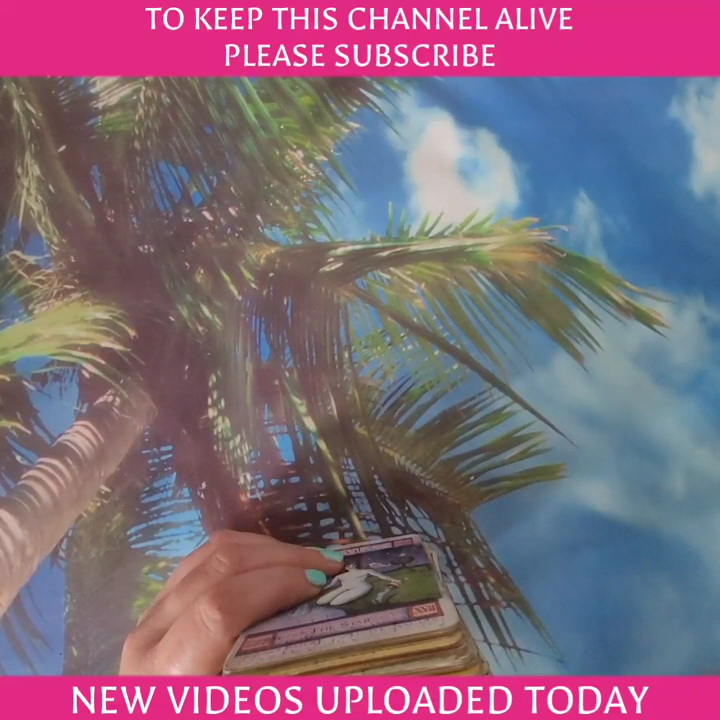 TO KEEP THIS CHANNEL ALIVE
PLEASE SUBSCRIBE
THE STAR
XVII
NEW VIDEOS UPLOADED TODAY